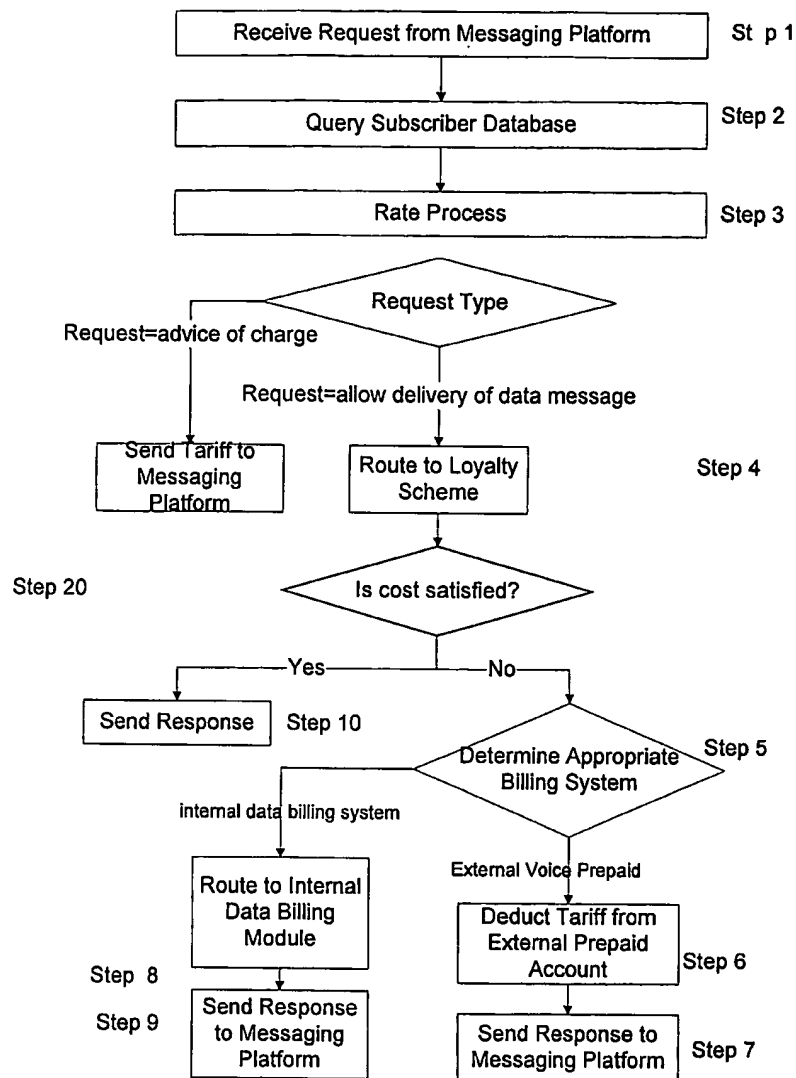 Receive Request from Messaging Platform
St p 1
Query Subscriber Database
Step 2
Rate Process
Step 3
Request Type
Request=advice of charge
Request=allow delivery of data message
Send Tariff to
Messaging
Platform
Route to Loyalty
Scheme
Step 4
Is cost satisfied?
Step 20
Yes
No
Send Response
Step 10
Determine Appropriate
Billing System
Step 5
internal data billing system
External Voice Prepaid
Route to Internal
Data Billing
Module
Deduct Tariff from
External Prepaid
Account
Step 6
Step 8
Step 9
Send Response
to Messaging
Platform
Send Response to
Messaging Platform
Step 7